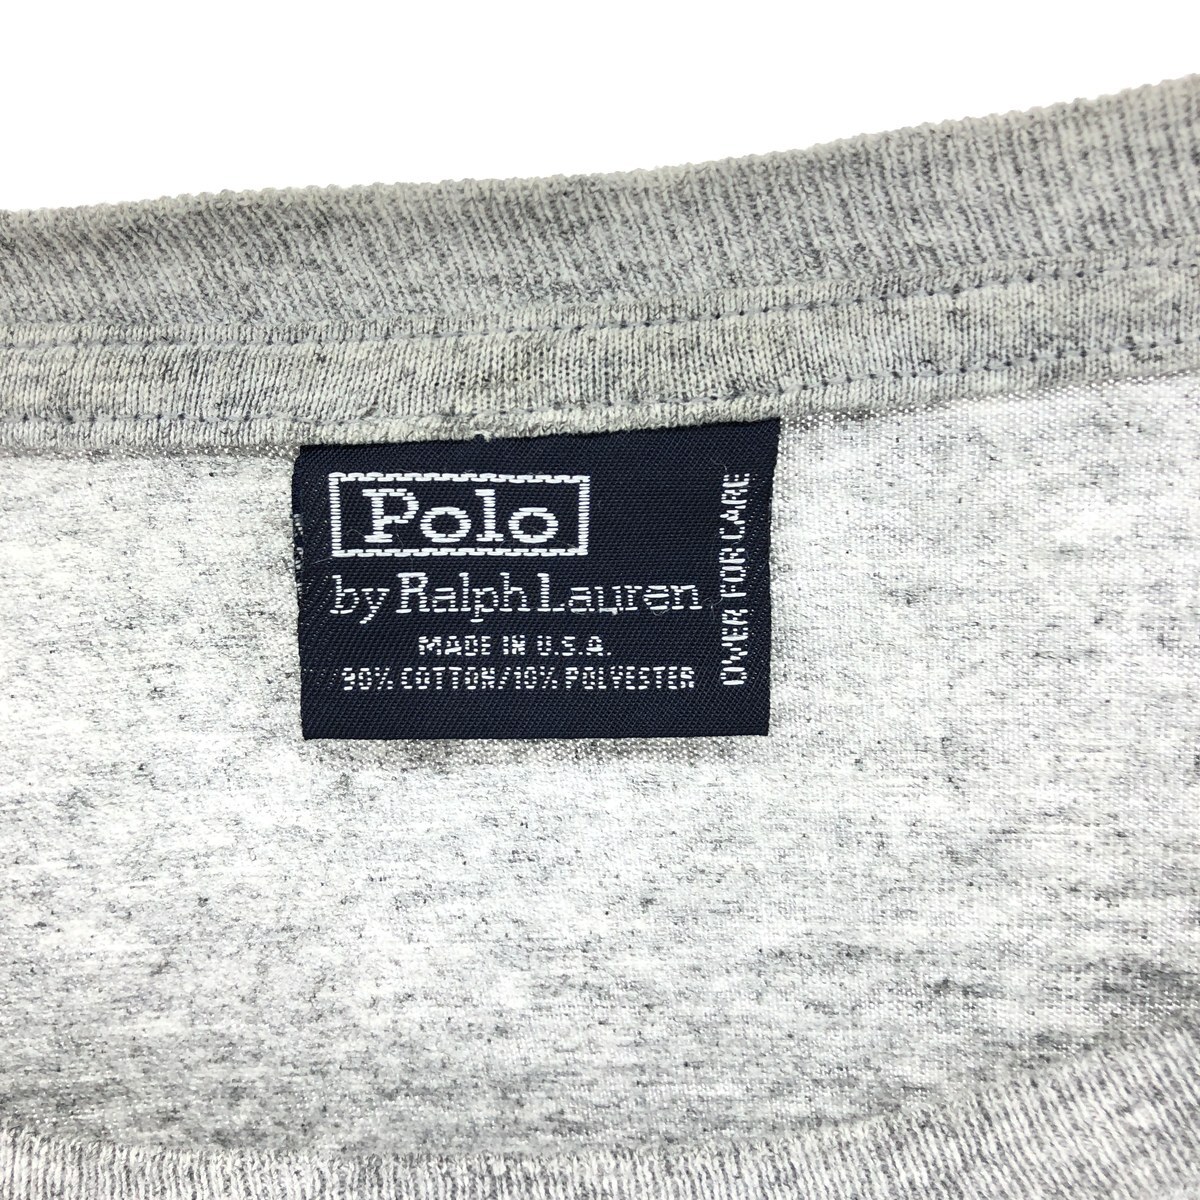 Polo
by Ralph Lauren
MADE IN U.S.A.
90% COTTON/10% POLYESTER
OVER FOR CARE